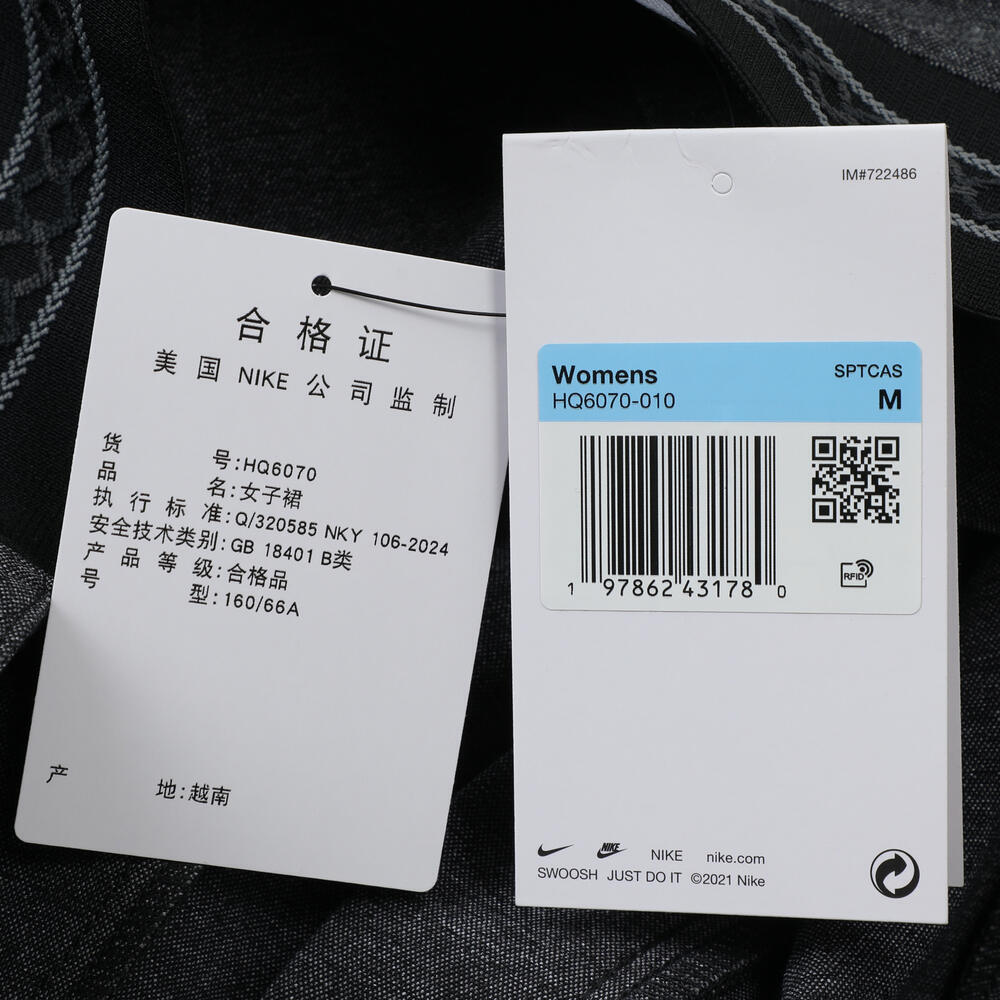 合格证
美国 NIKE 公司监制
货号:HQ6070
品名:女子裙
执行标准:Q/320585 NKY 106-2024
安全技术类别:GB 18401 B类
产品等级:合格品
号型:160/66A
产地:越南
IM#722486
Womens SPTCAS
HQ6070-010 M
1 97862 43178 0
RFID
NIKE NIKE nike.com
SWOOSH JUST DO IT ©2021 Nike